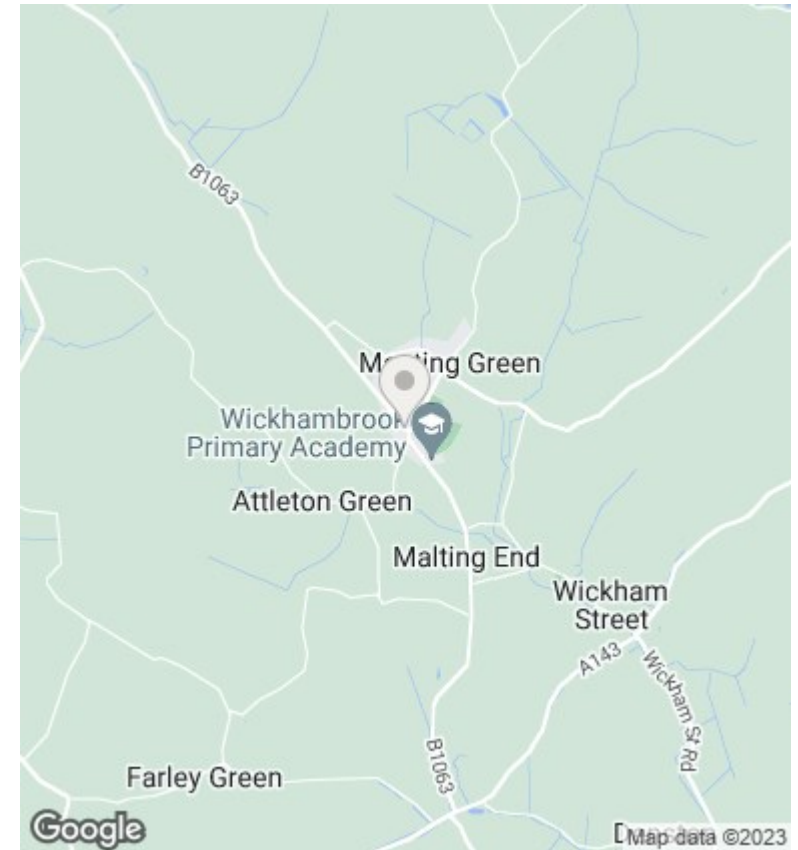 B1063
Meeting Green
Wickhambrook
Primary Academy
Attleton Green
Malting End
Wickham
Street
A143
Wickham St Rd
B1063
Farley Green
Google
Map data ©2023